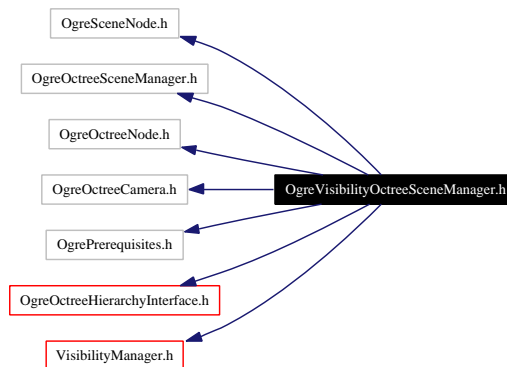 OgreSceneNode.h
OgreOctreeSceneManager.h
OgreOctreeNode.h
OgreOctreeCamera.h
OgreVisibilityOctreeSceneManager.h
OgrePrerequisites.h
OgreOctreeHierarchyInterface.h
VisibilityManager.h